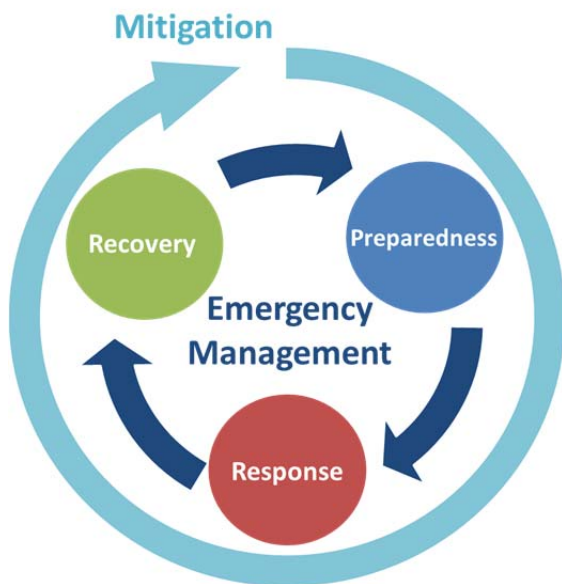 Mitigation
Recovery
Preparedness
Emergency
Management
Response